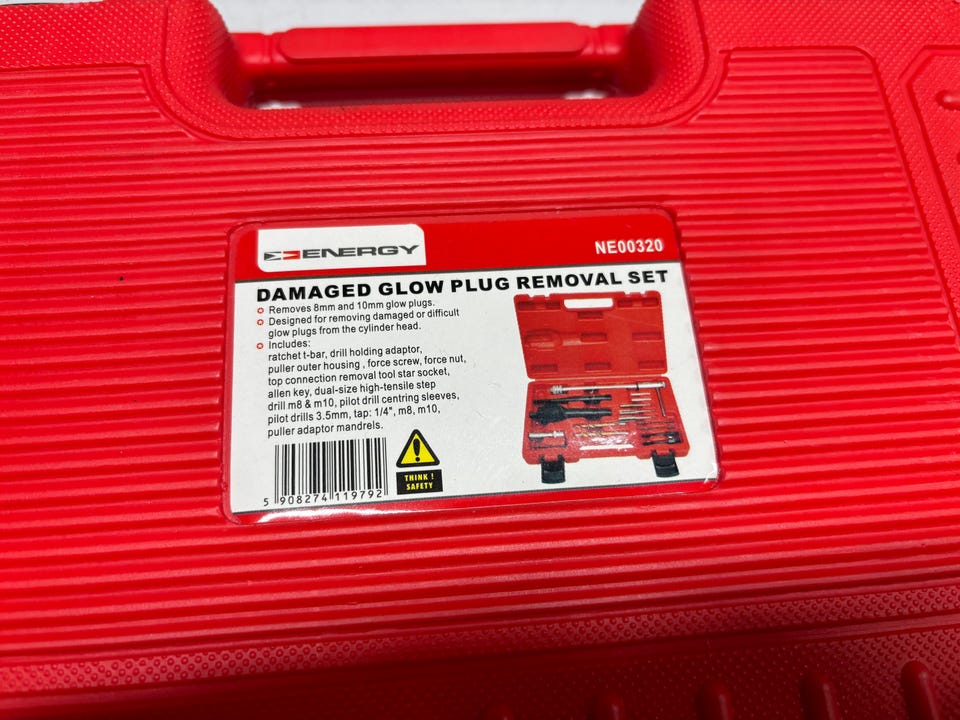 ENERGY
NE00320
DAMAGED GLOW PLUG REMOVAL SET
Removes 8mm and 10mm glow plugs.
Designed for removing damaged or difficult
glow plugs from the cylinder head.
Includes:
ratchet t-bar, drill holding adaptor,
puller outer housing , force screw, force nut,
top connection removal tool star socket,
allen key, dual-size high-tensile step
drill m8 & m10, pilot drill centring sleeves,
pilot drills 3.5mm, tap: 1/4", m8, m10,
puller adaptor mandrels.
THINK !
SAFETY
5 908274 119792